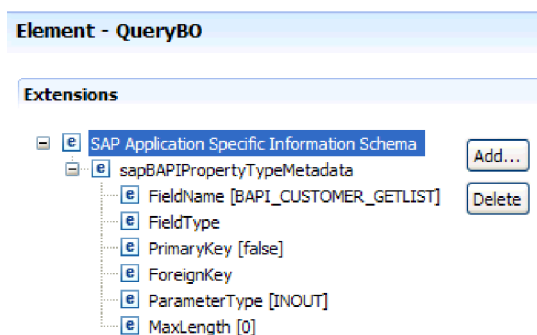 Element - QueryBO
Extensions
SAP Application Specific Information Schema
Add...
sapBAPIPropertyTypeMetadata
FieldName [BAPI_CUSTOMER_GETLIST]
Delete
FieldType
PrimaryKey [false]
ForeignKey
ParameterType [INOUT]
MaxLength [0]